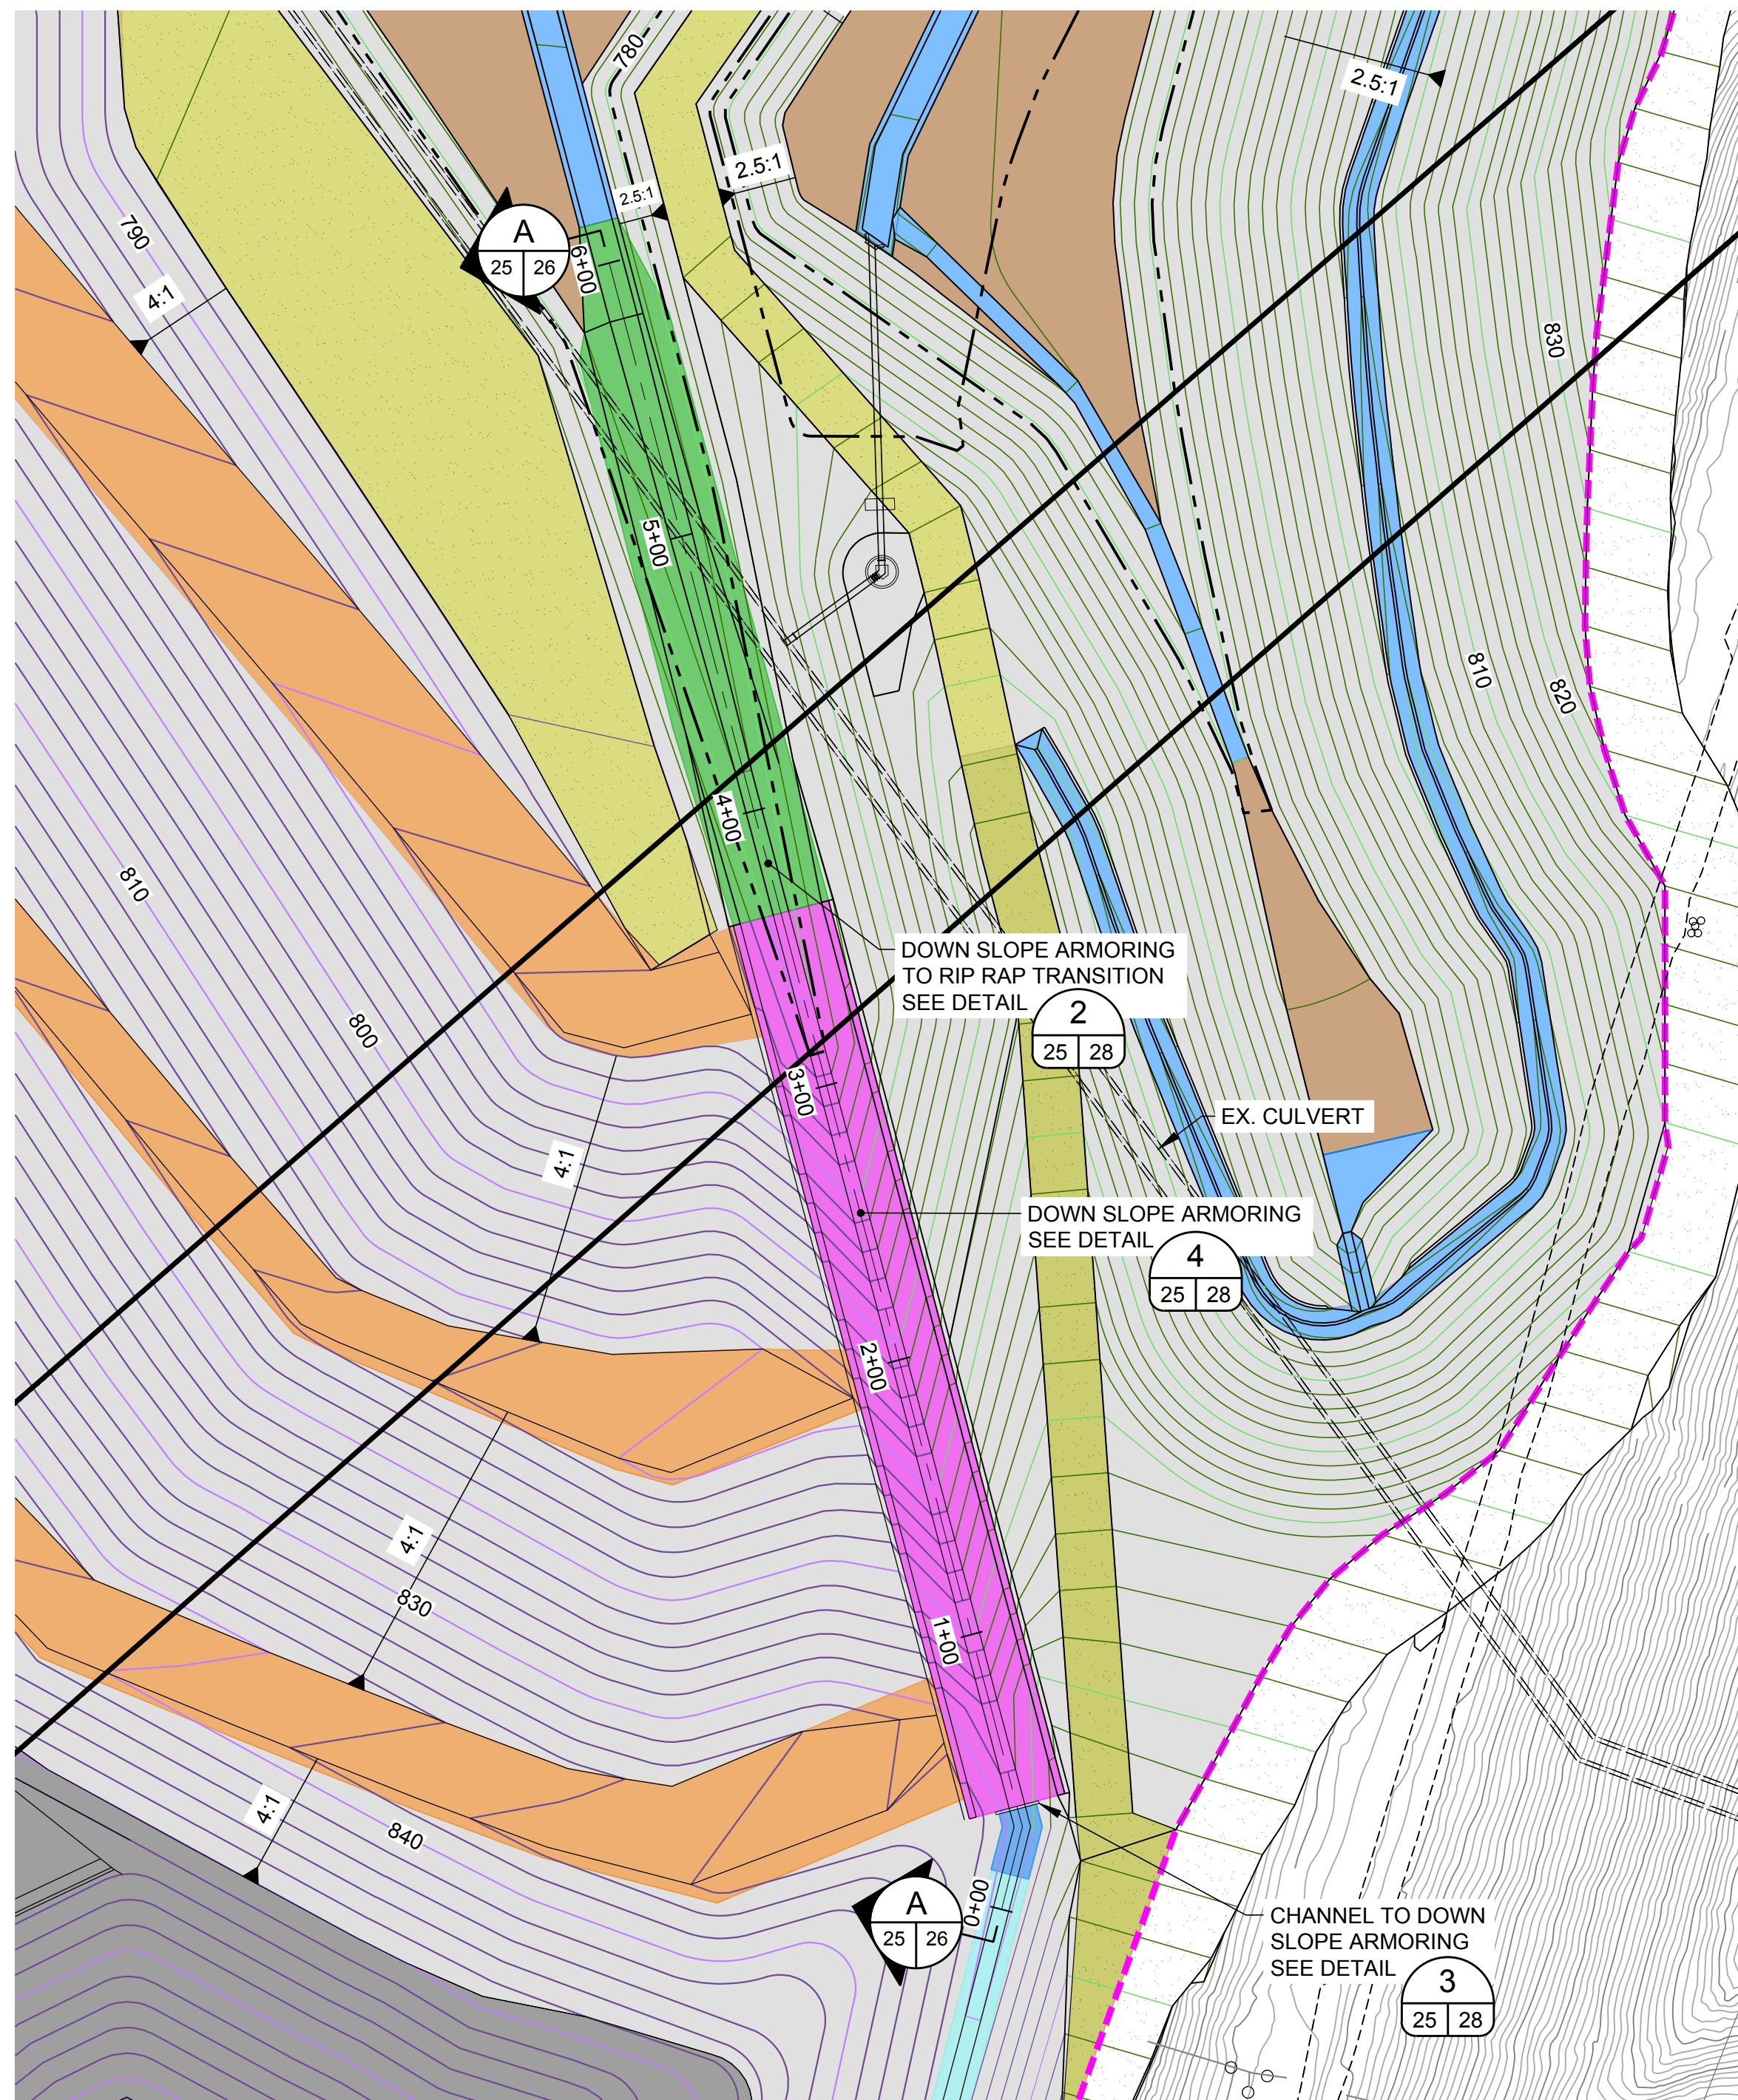 780
2.5:1
2.5:1
2.5:1
A
25 26
6+00
790
4:1
830
5+00
810
820
4+00
810
DOWN SLOPE ARMORING
TO RIP RAP TRANSITION
SEE DETAIL
2
25 28
800
3+00
EX. CULVERT
4:1
DOWN SLOPE ARMORING
SEE DETAIL
4
25 28
2+00
4:1
830
1+00
4:1
840
A
25 26
0+00
CHANNEL TO DOWN
SLOPE ARMORING
SEE DETAIL
3
25 28